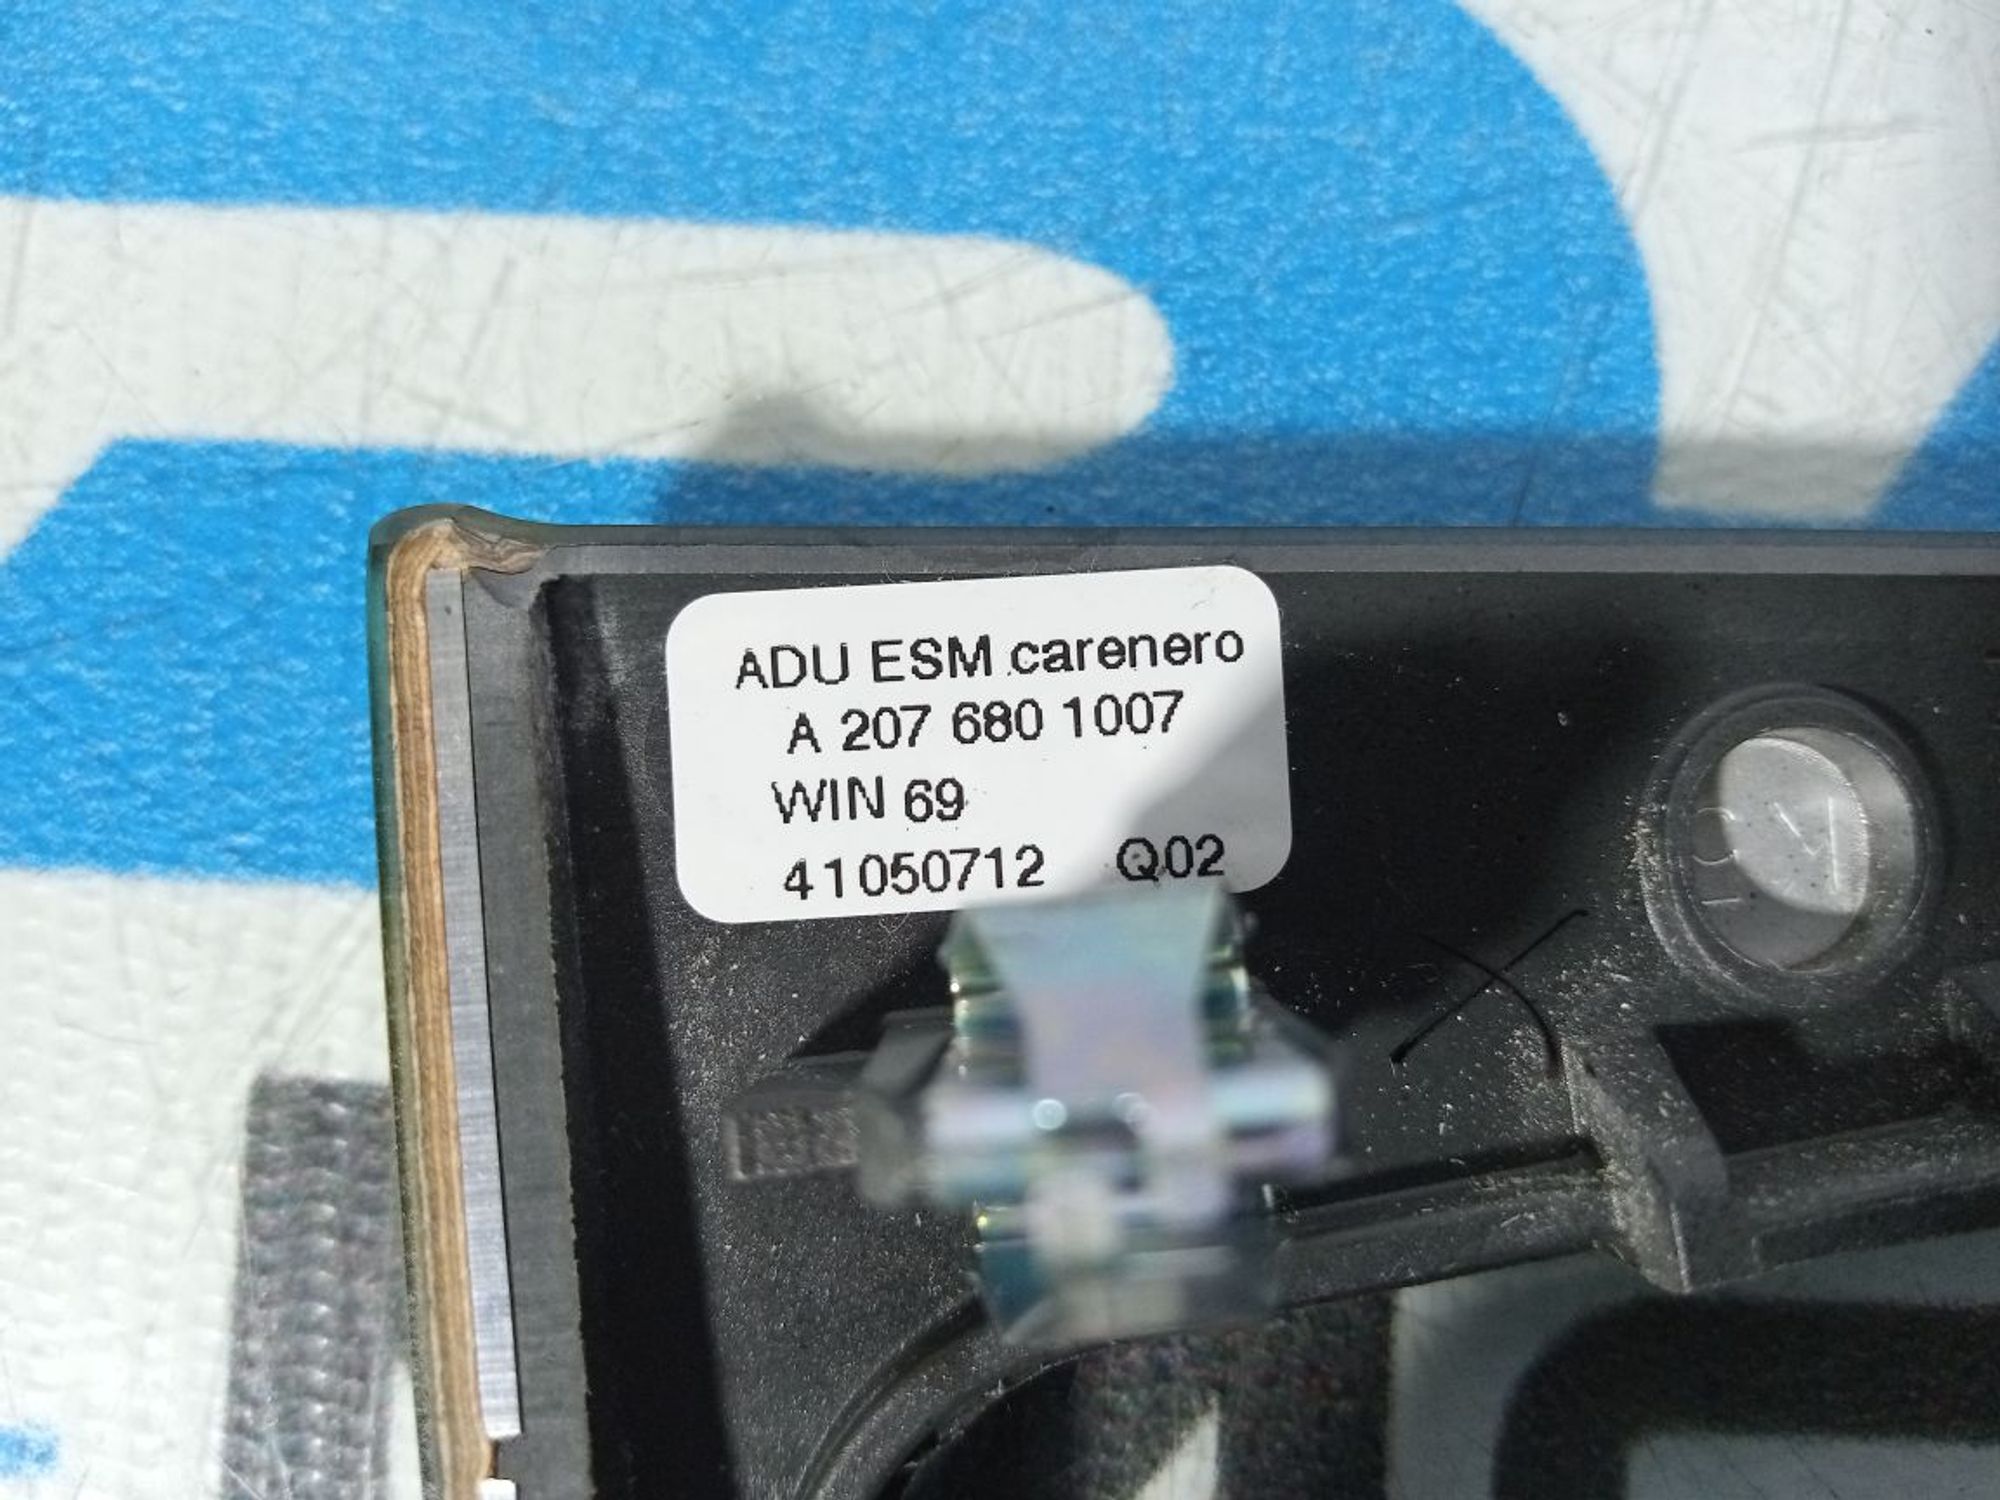 ADU ESM carenero
A 207 680 1007
WIN 69
41050712 Q02